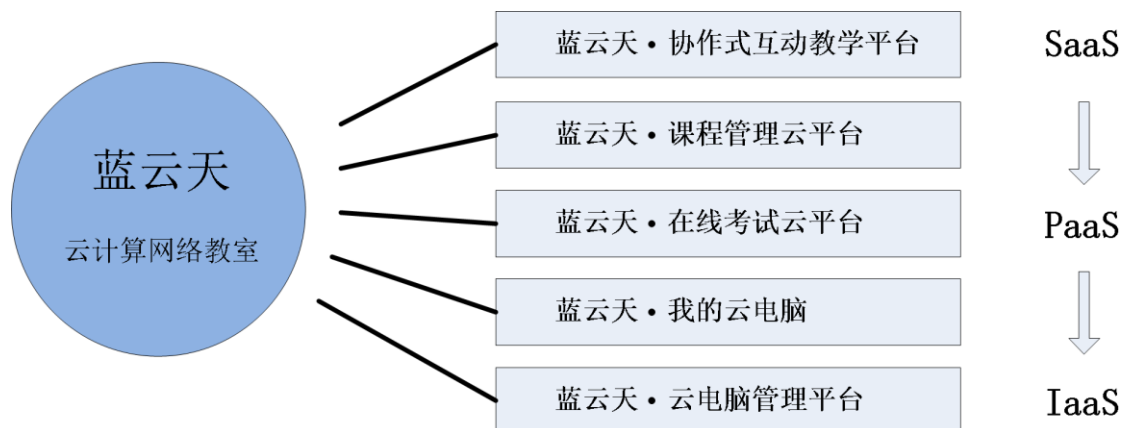 蓝云天
云计算网络教室
蓝云天·协作式互动教学平台
蓝云天·课程管理云平台
蓝云天·在线考试云平台
蓝云天·我的云电脑
蓝云天·云电脑管理平台
SaaS
PaaS
IaaS